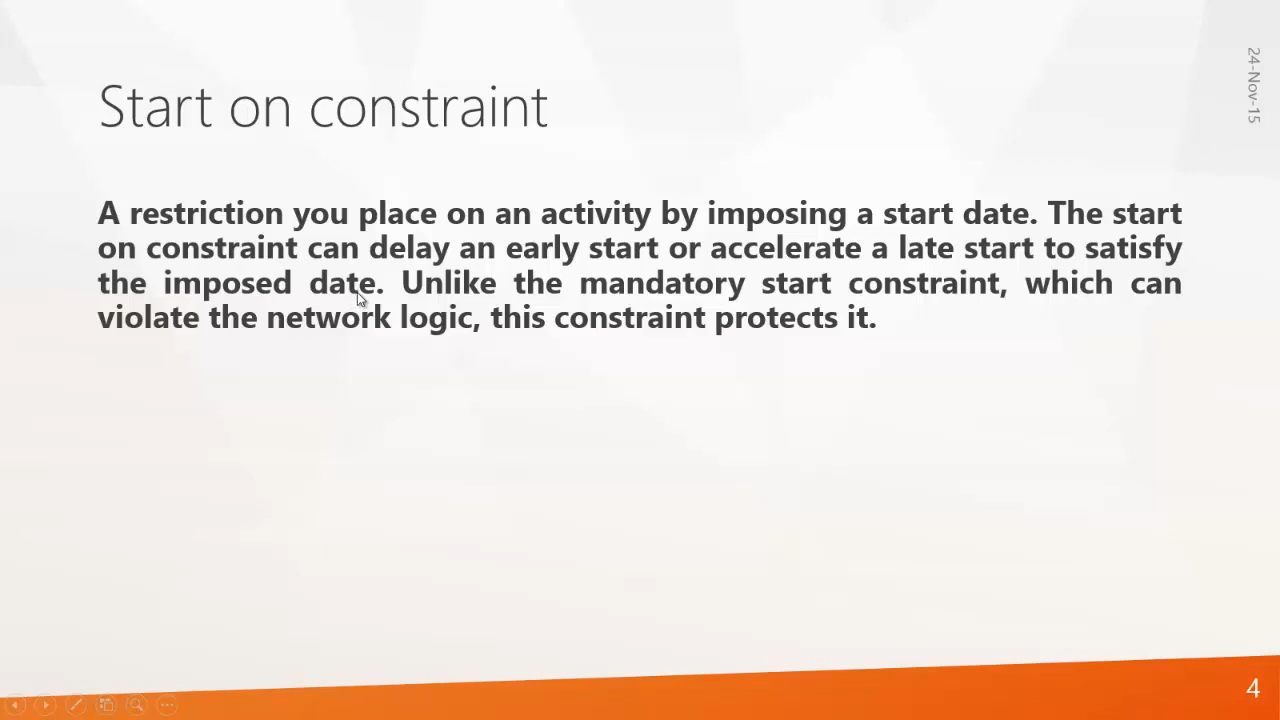 24-Nov-15
Start on constraint
A restriction you place on an activity by imposing a start date. The start
on constraint can delay an early start or accelerate a late start to satisfy
the imposed date. Unlike the mandatory start constraint, which can
violate the network logic, this constraint protects it.
4